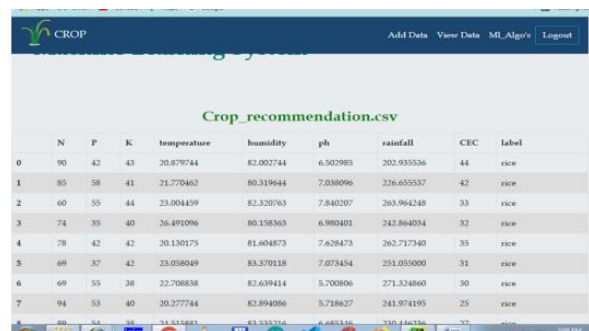 CROP Add Data View Data Ml_Algo's Logout
Crop_recommendation.csv
N P K temperature humidity ph rainfall CEC label
0 90 42 43 20.879744 82.002744 6.502985 202.935536 44 rice
1 85 58 41 21.770462 80.319644 7.038096 226.655537 42 rice
2 60 55 44 23.004459 82.320763 7.840207 263.964248 33 rice
3 74 35 40 26.491096 80.158363 6.980401 242.864034 32 rice
4 78 42 42 20.130175 81.604873 7.628473 262.717340 35 rice
5 69 37 42 23.058049 83.370118 7.073454 251.055000 31 rice
6 69 55 38 22.708838 82.639414 5.700806 271.324860 30 rice
7 94 53 40 20.277744 82.894086 5.718627 241.974195 25 rice